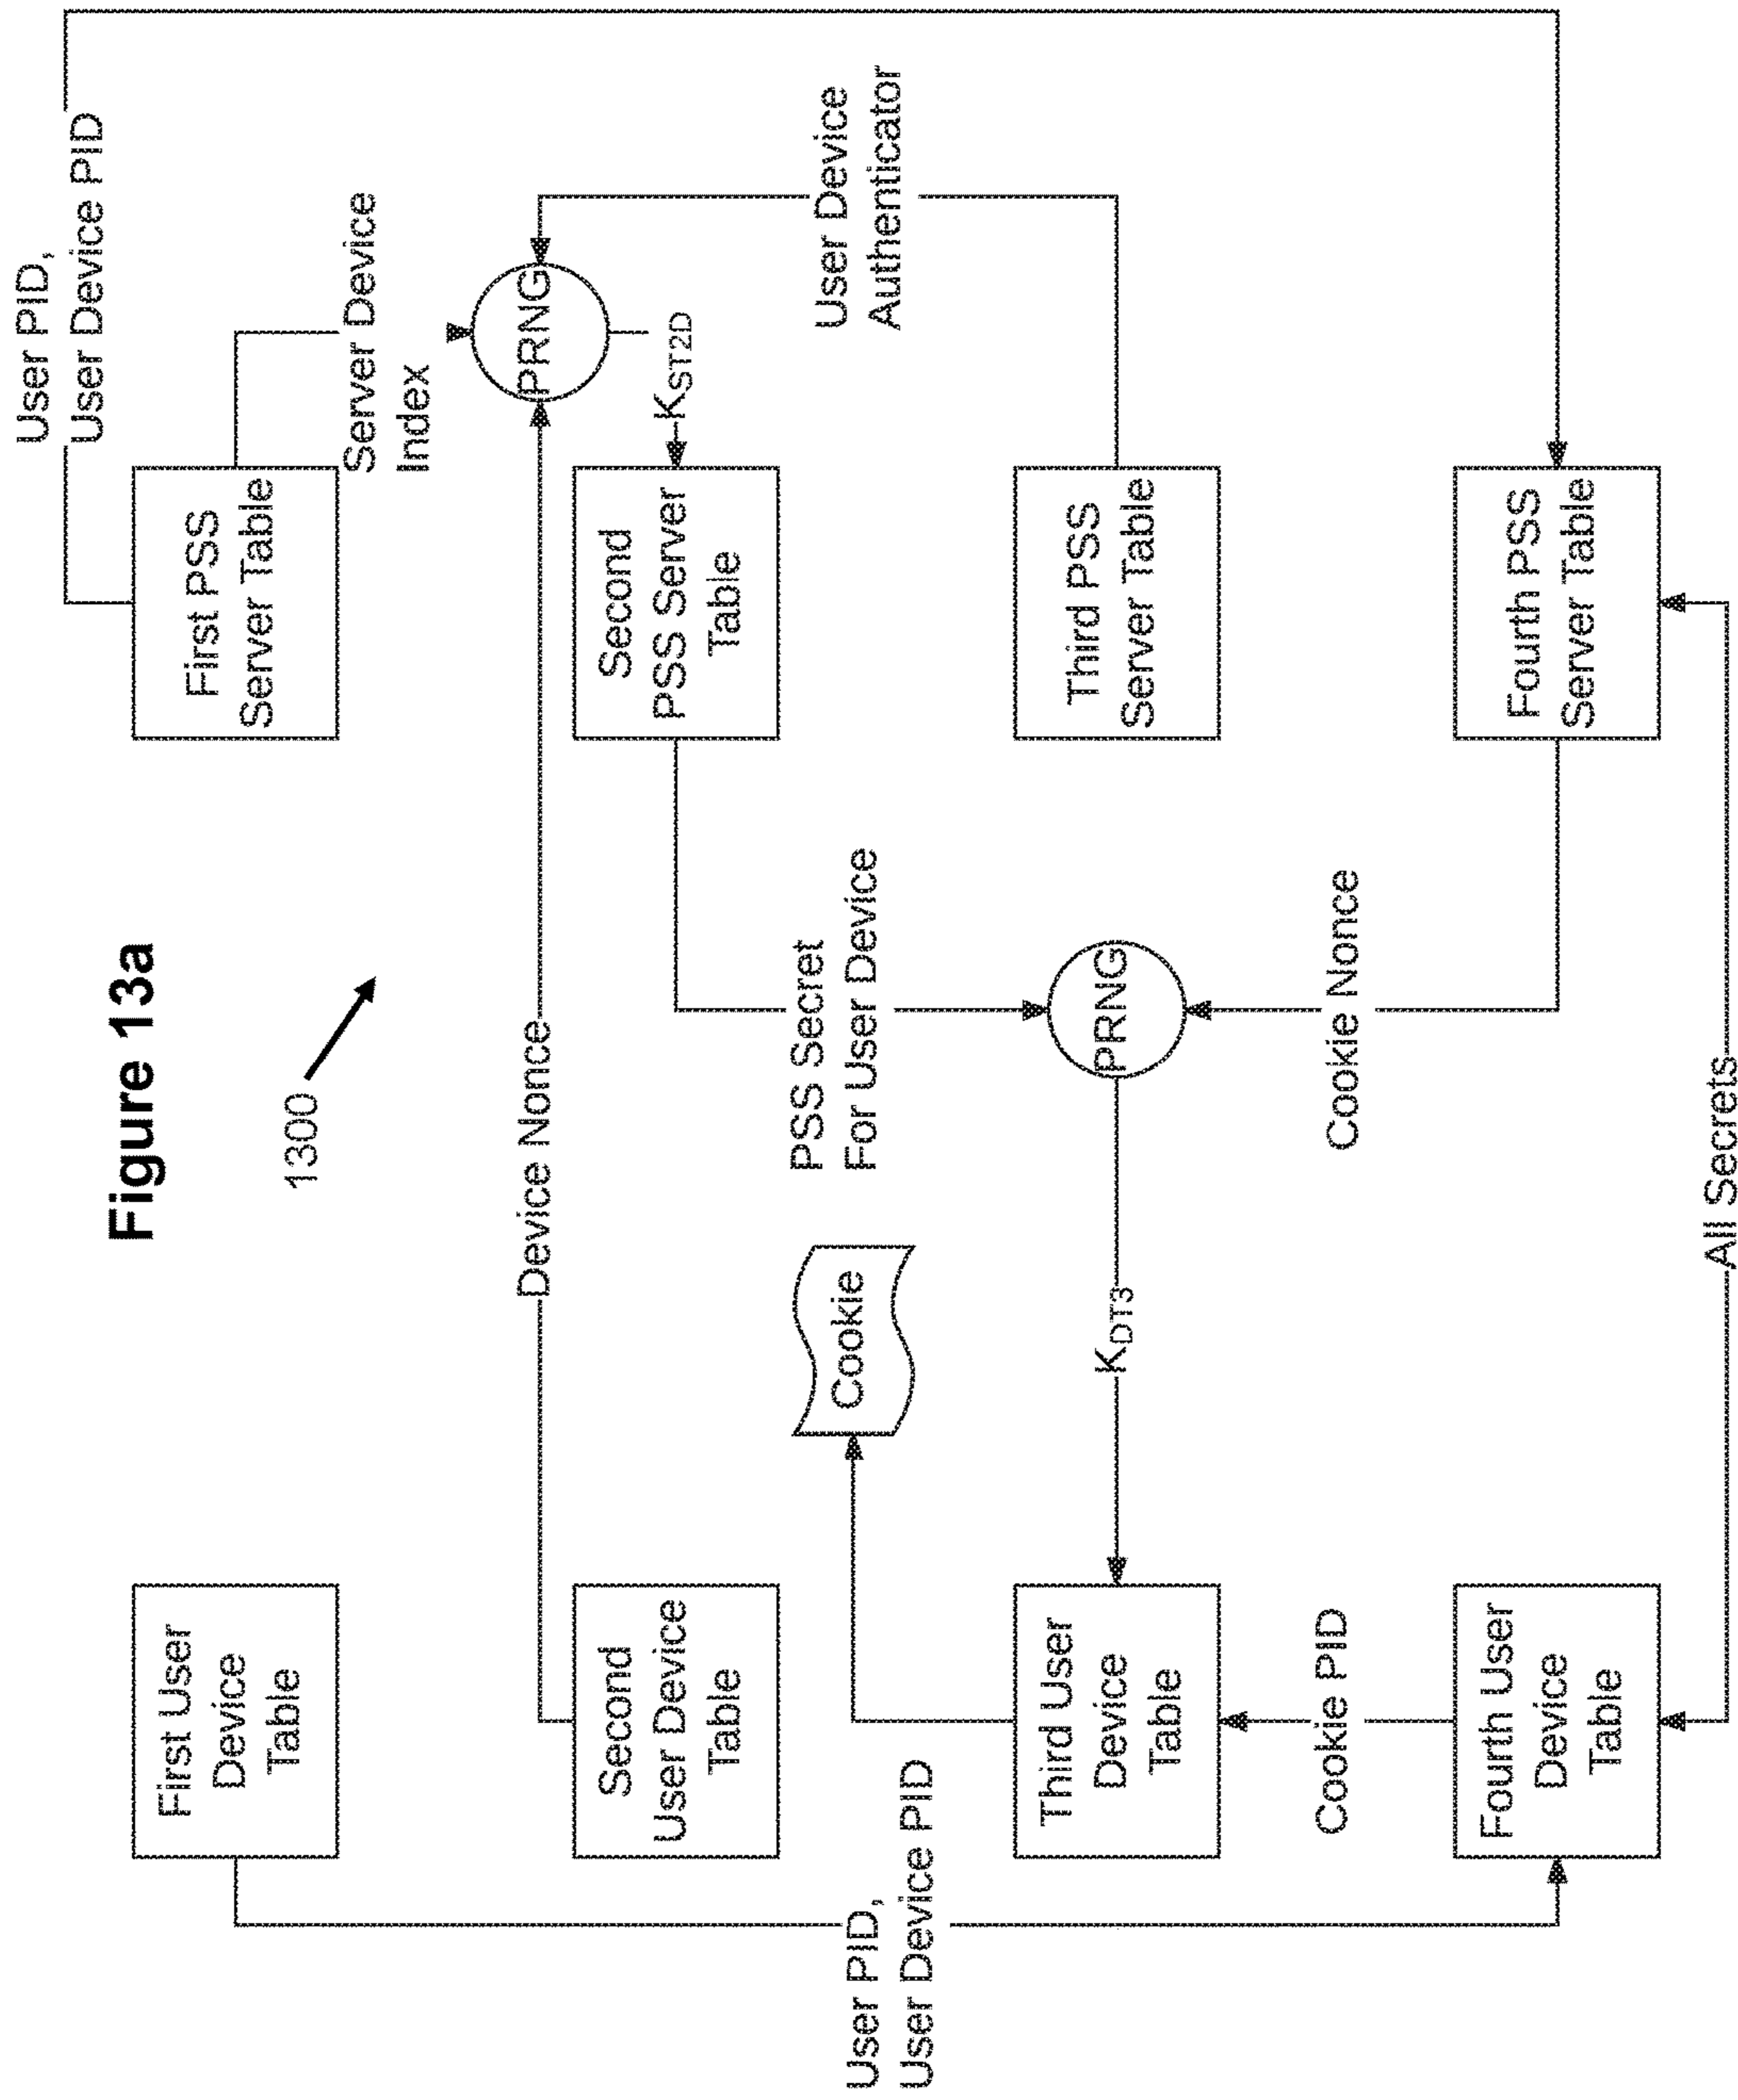 Figure 13a
1300
First User
Device
Table
Second
User Device
Table
Third User
Device
Table
Fourth User
Device
Table
User PID,
User Device PID
Cookie PID
Cookie
Device Nonce
K_DT3
PRNG
PSS Secret
For User Device
Cookie Nonce
All Secrets
First PSS
Server Table
Second
PSS Server
Table
Third PSS
Server Table
Fourth PSS
Server Table
Server Device
Index
PRNG
K_ST2D
User Device
Authenticator
User PID,
User Device PID